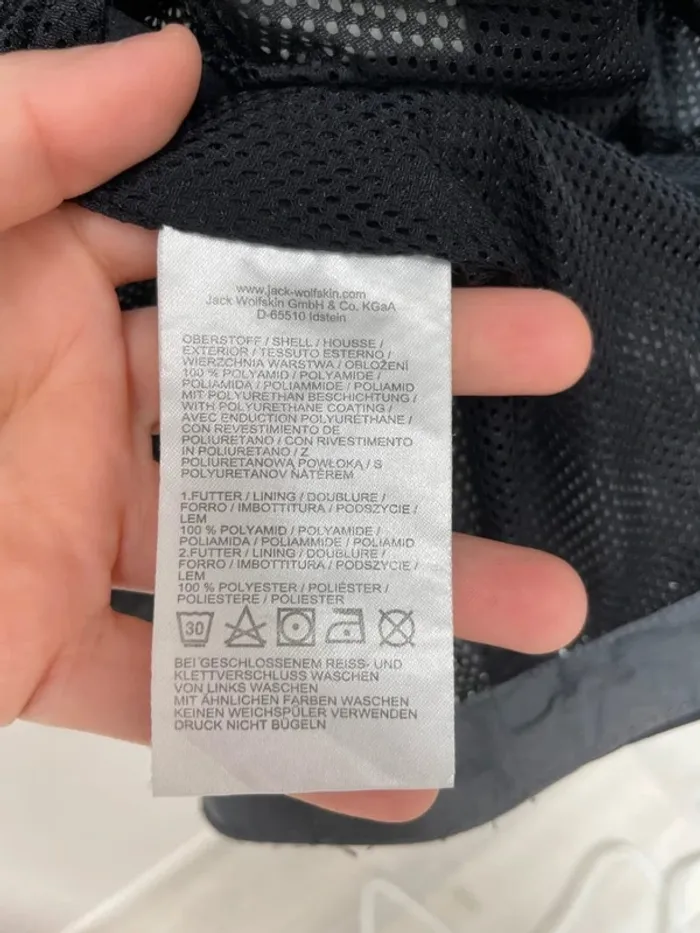 www.jack-wolfskin.com
Jack Wolfskin GmbH & Co. KGaA
D-65510 Idstein
OBERSTOFF / SHELL / HOUSSE /
EXTERIOR / TESSUTO ESTERNO /
WIERZCHNIA WARSTWA / OBLOŽENÍ
100 % POLYAMID / POLYAMIDE /
POLIAMIDA / POLIAMMIDE / POLIAMID
MIT POLYURETHAN BESCHICHTUNG /
WITH POLYURETHANE COATING /
AVEC ENDUCTION POLYURETHANE /
CON REVESTIMIENTO DE
POLIURETANO / CON RIVESTIMENTO
IN POLIURETANO / Z
POLIURETANOWĄ POWŁOKĄ / S
POLYURETANOV NÁTĚREM
1.FUTTER / LINING / DOUBLURE /
FORRO / IMBOTTITURA / PODSZYCIE /
LEM
100 % POLYAMID / POLYAMIDE /
POLIAMIDA / POLIAMMIDE / POLIAMID
2.FUTTER / LINING / DOUBLURE /
FORRO / IMBOTTITURA / PODSZYCIE /
LEM
100 % POLYESTER / POLIÉSTER /
POLIESTERE / POLIESTER
30
BEI GESCHLOSSENEM REISS- UND
KLETTVERSCHLUSS WASCHEN
VON LINKS WASCHEN
MIT ÄHNLICHEN FARBEN WASCHEN
KEINEN WEICHSPÜLER VERWENDEN
DRUCK NICHT BÜGELN